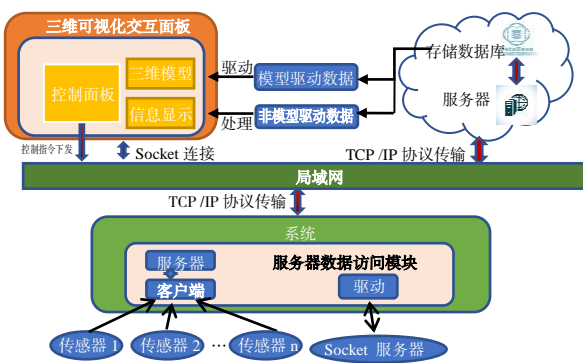 三维可视化交互面板
控制面板
三维模型
信息显示
驱动
处理
模型驱动数据
非模型驱动数据
存储数据库
DataBase
服务器
控制指令下发
Socket 连接
TCP /IP 协议传输
局域网
TCP /IP 协议传输
系统
服务器
客户端
服务器数据访问模块
驱动
传感器 1
传感器 2
…
传感器 n
Socket 服务器